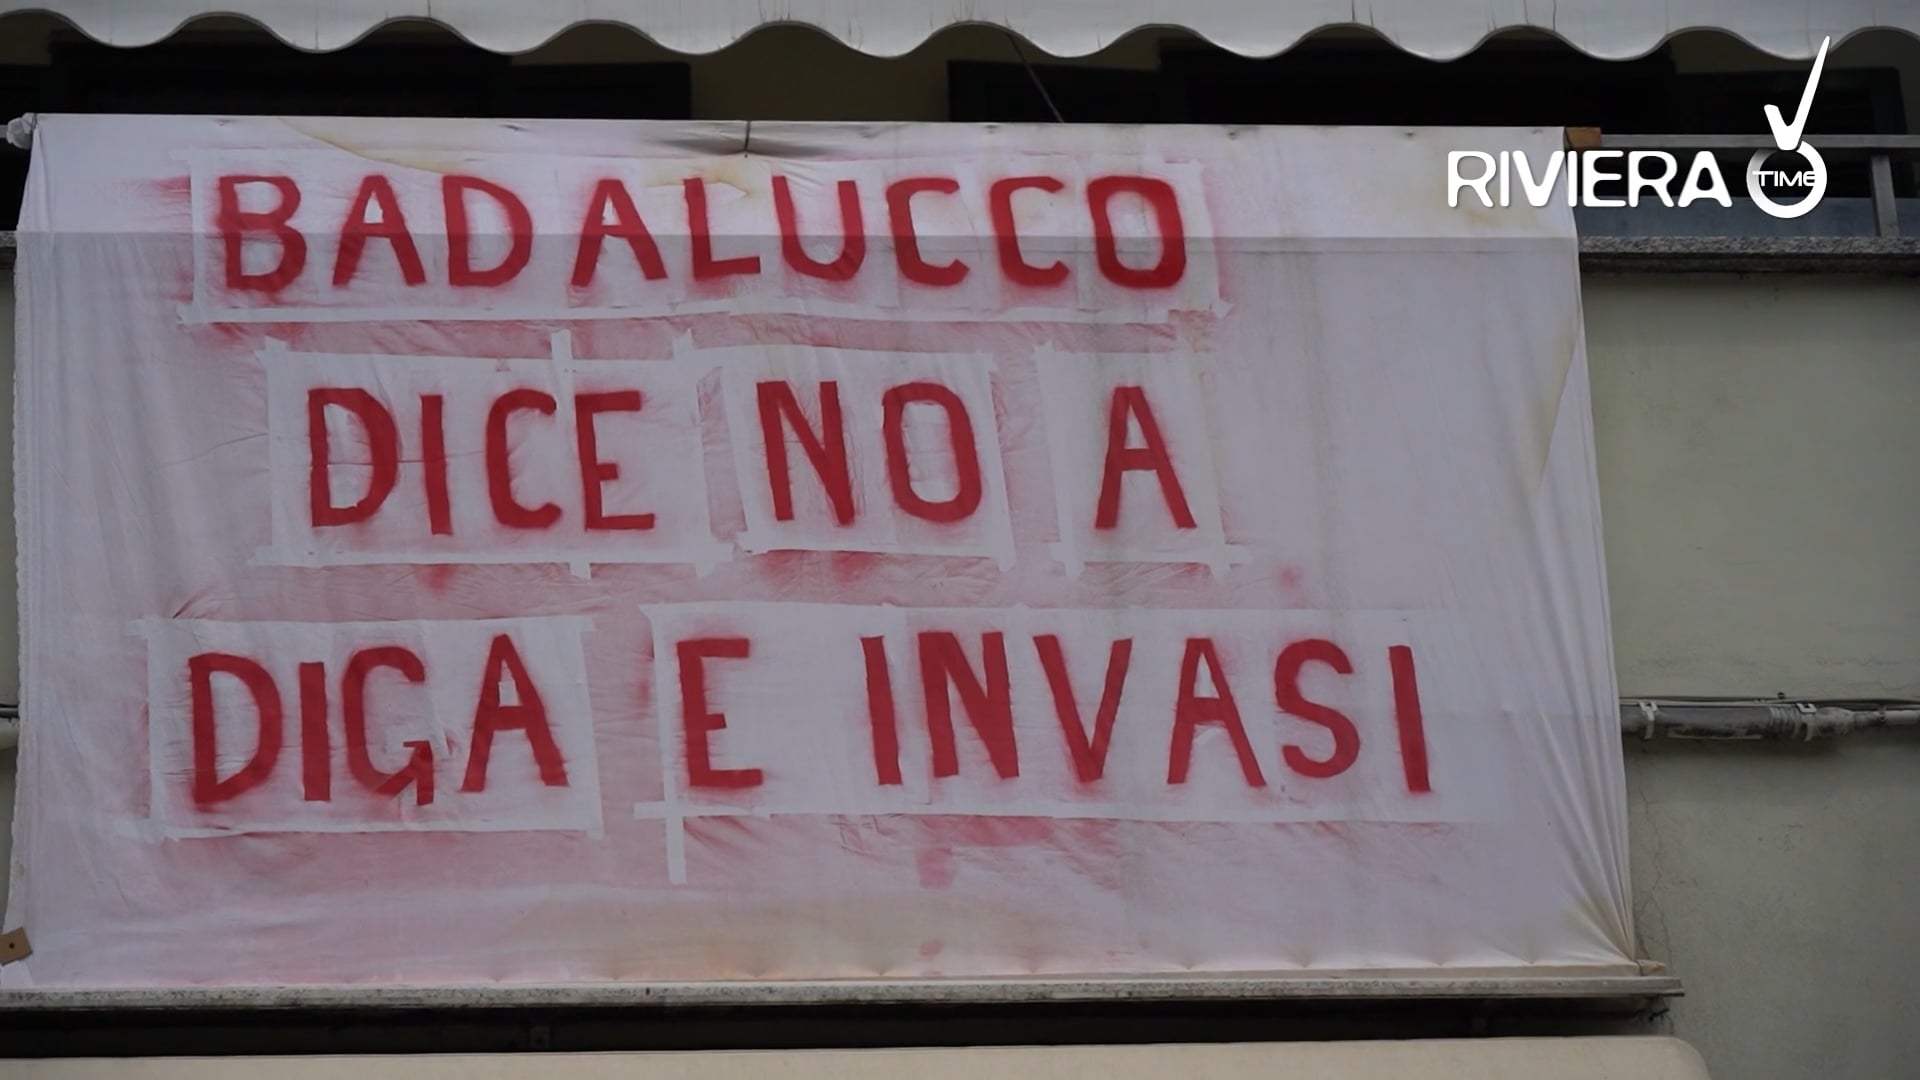 RIVIERA TIME
BADALUCCO
DICE NO A
DIGA E INVASI